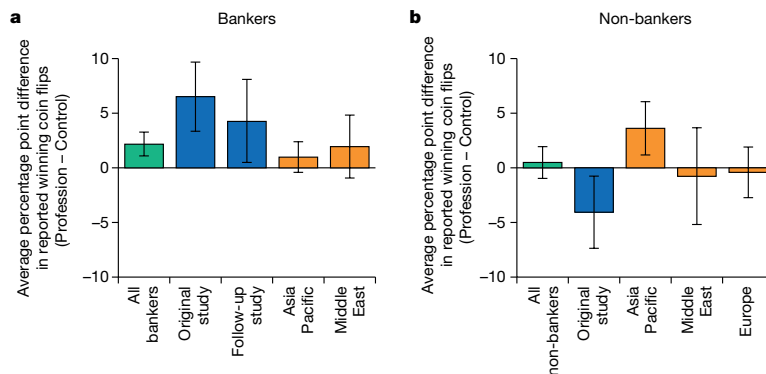 a
Bankers
Average percentage point difference
in reported winning coin flips
(Profession – Control)
10
5
0
−5
−10
All
bankers
Original
study
Follow-up
study
Asia
Pacific
Middle
East
b
Non-bankers
Average percentage point difference
in reported winning coin flips
(Profession – Control)
10
5
0
−5
−10
All
non-bankers
Original
study
Asia
Pacific
Middle
East
Europe